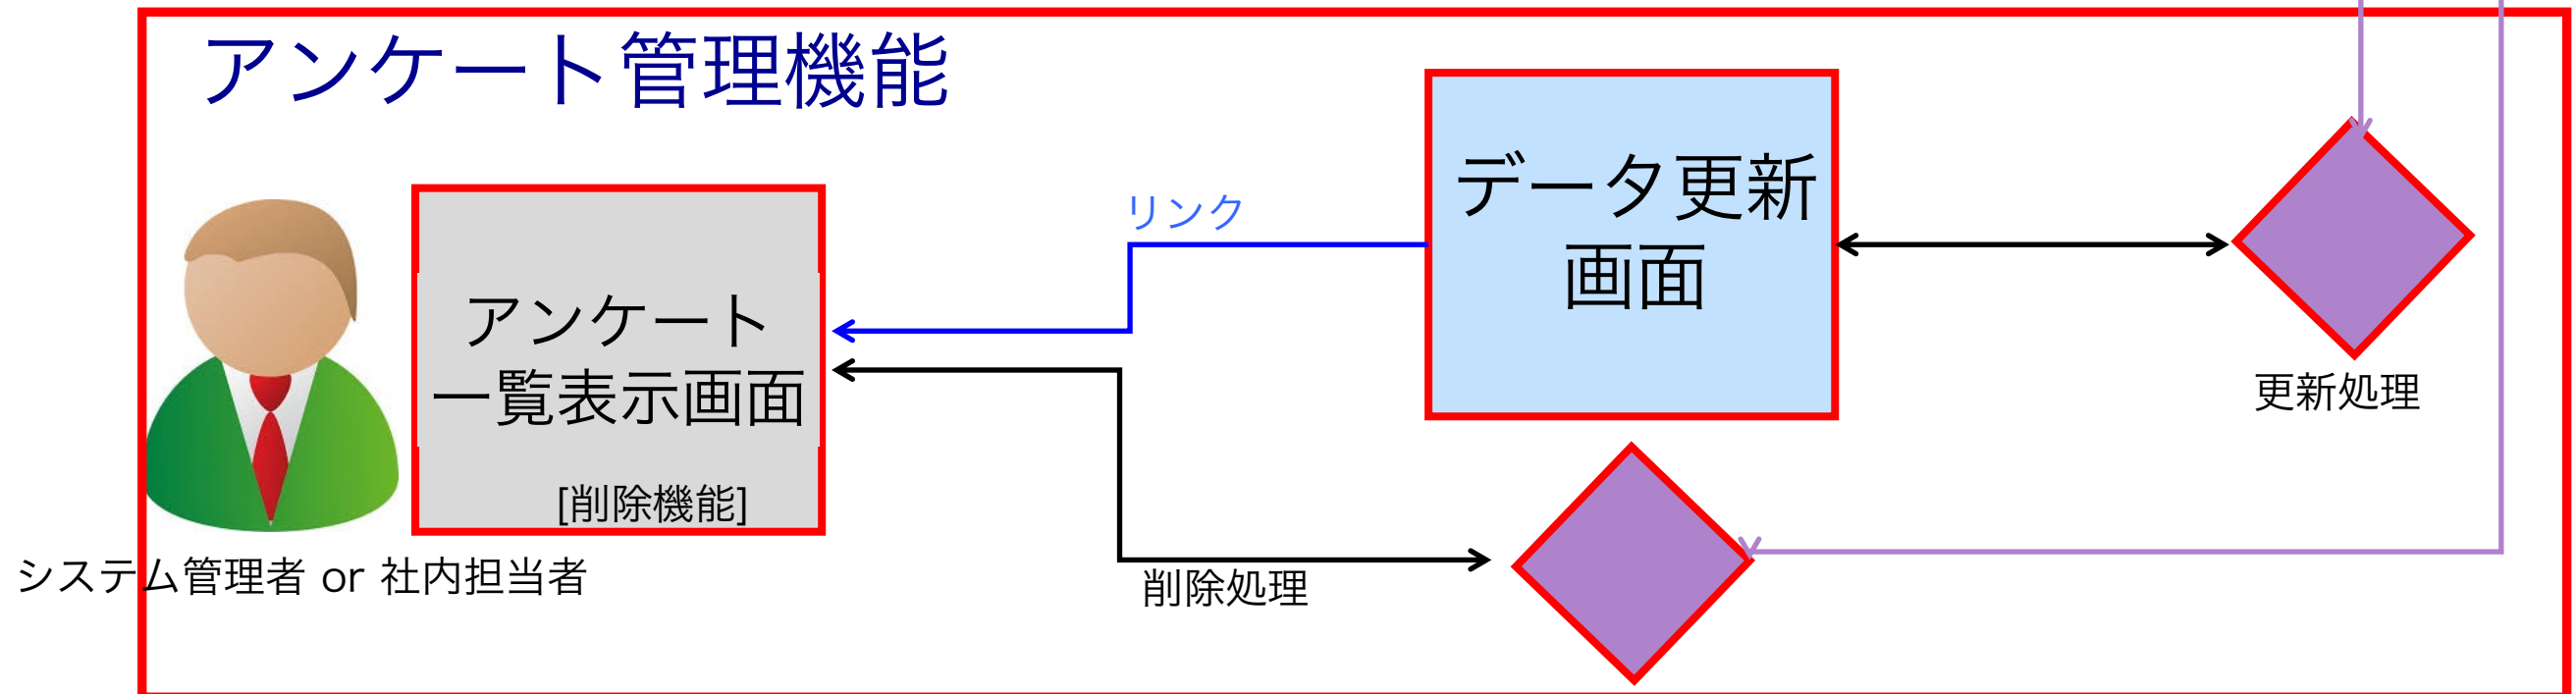 アンケート管理機能
リンク
データ更新
画面
アンケート
一覧表示画面
[削除機能]
更新処理
システム管理者 or 社内担当者
削除処理